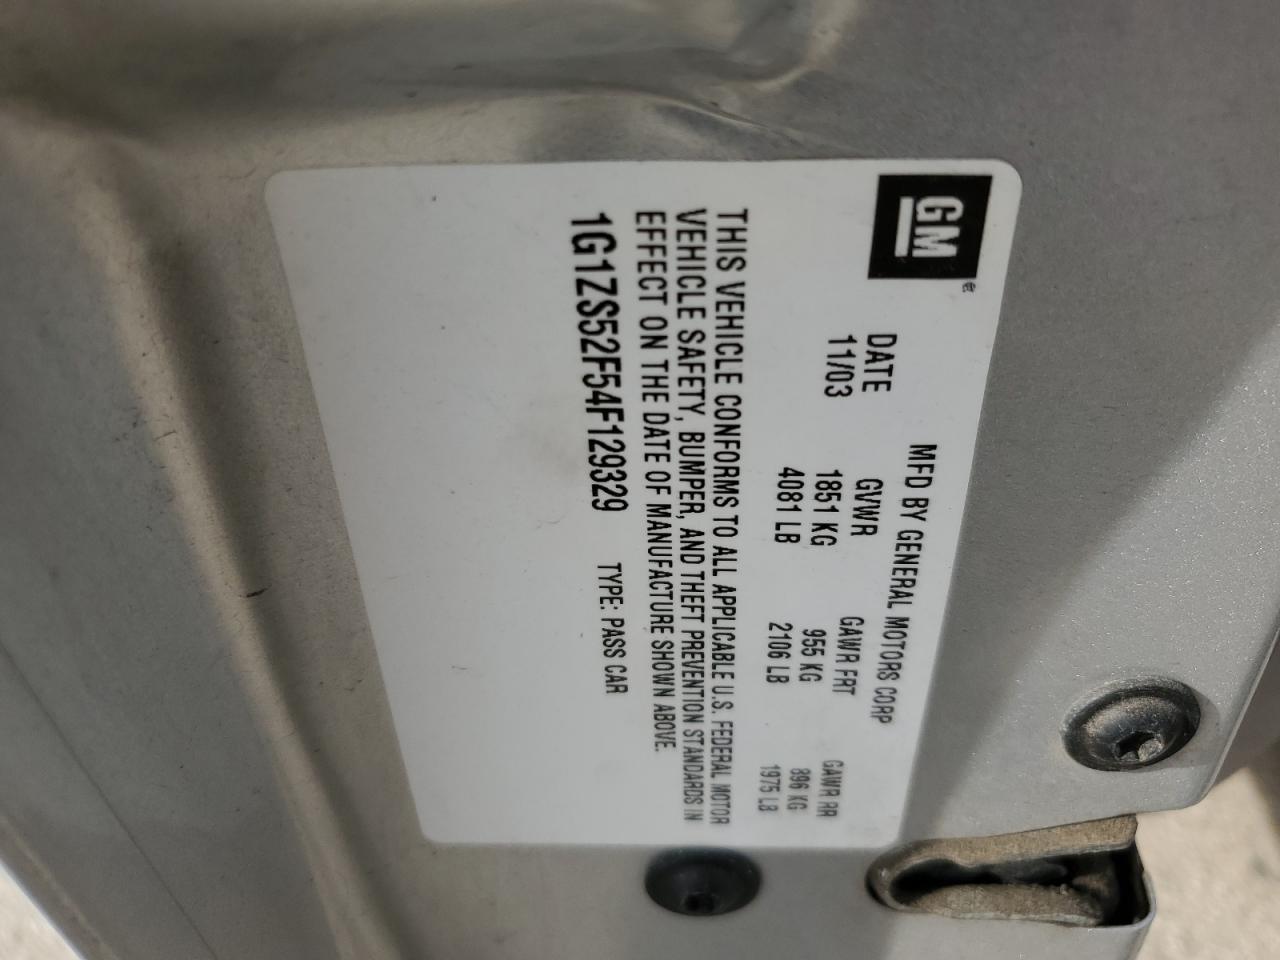 GM
MFD BY GENERAL MOTORS CORP
DATE GVWR GAWR FRT GAWR RR
11/03 1851 KG 955 KG 896 KG
4081 LB 2106 LB 1975 LB
THIS VEHICLE CONFORMS TO ALL APPLICABLE U.S. FEDERAL MOTOR
VEHICLE SAFETY, BUMPER, AND THEFT PREVENTION STANDARDS IN
EFFECT ON THE DATE OF MANUFACTURE SHOWN ABOVE.
1G1ZS52F54F129329 TYPE: PASS CAR